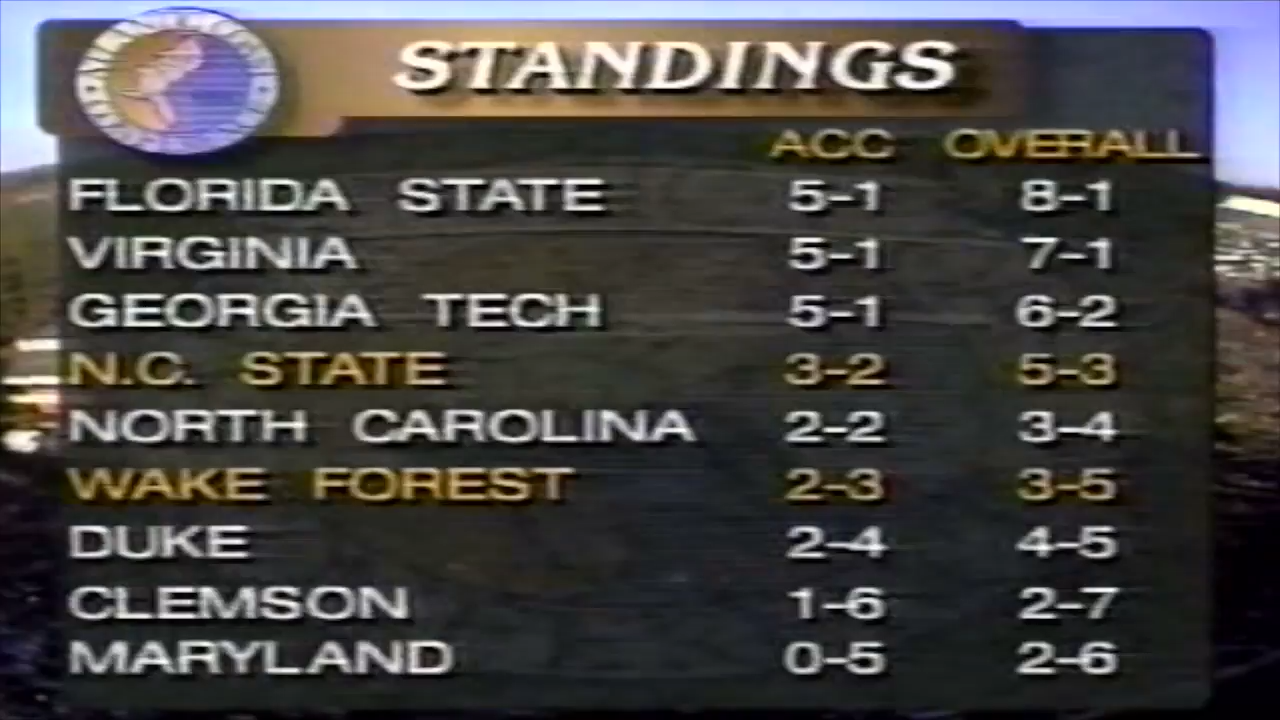 STANDINGS
ACC OVERALL
FLORIDA STATE 5-1 8-1
VIRGINIA 5-1 7-1
GEORGIA TECH 5-1 6-2
N.C. STATE 3-2 5-3
NORTH CAROLINA 2-2 3-4
WAKE FOREST 2-3 3-5
DUKE 2-4 4-5
CLEMSON 1-6 2-7
MARYLAND 0-5 2-6